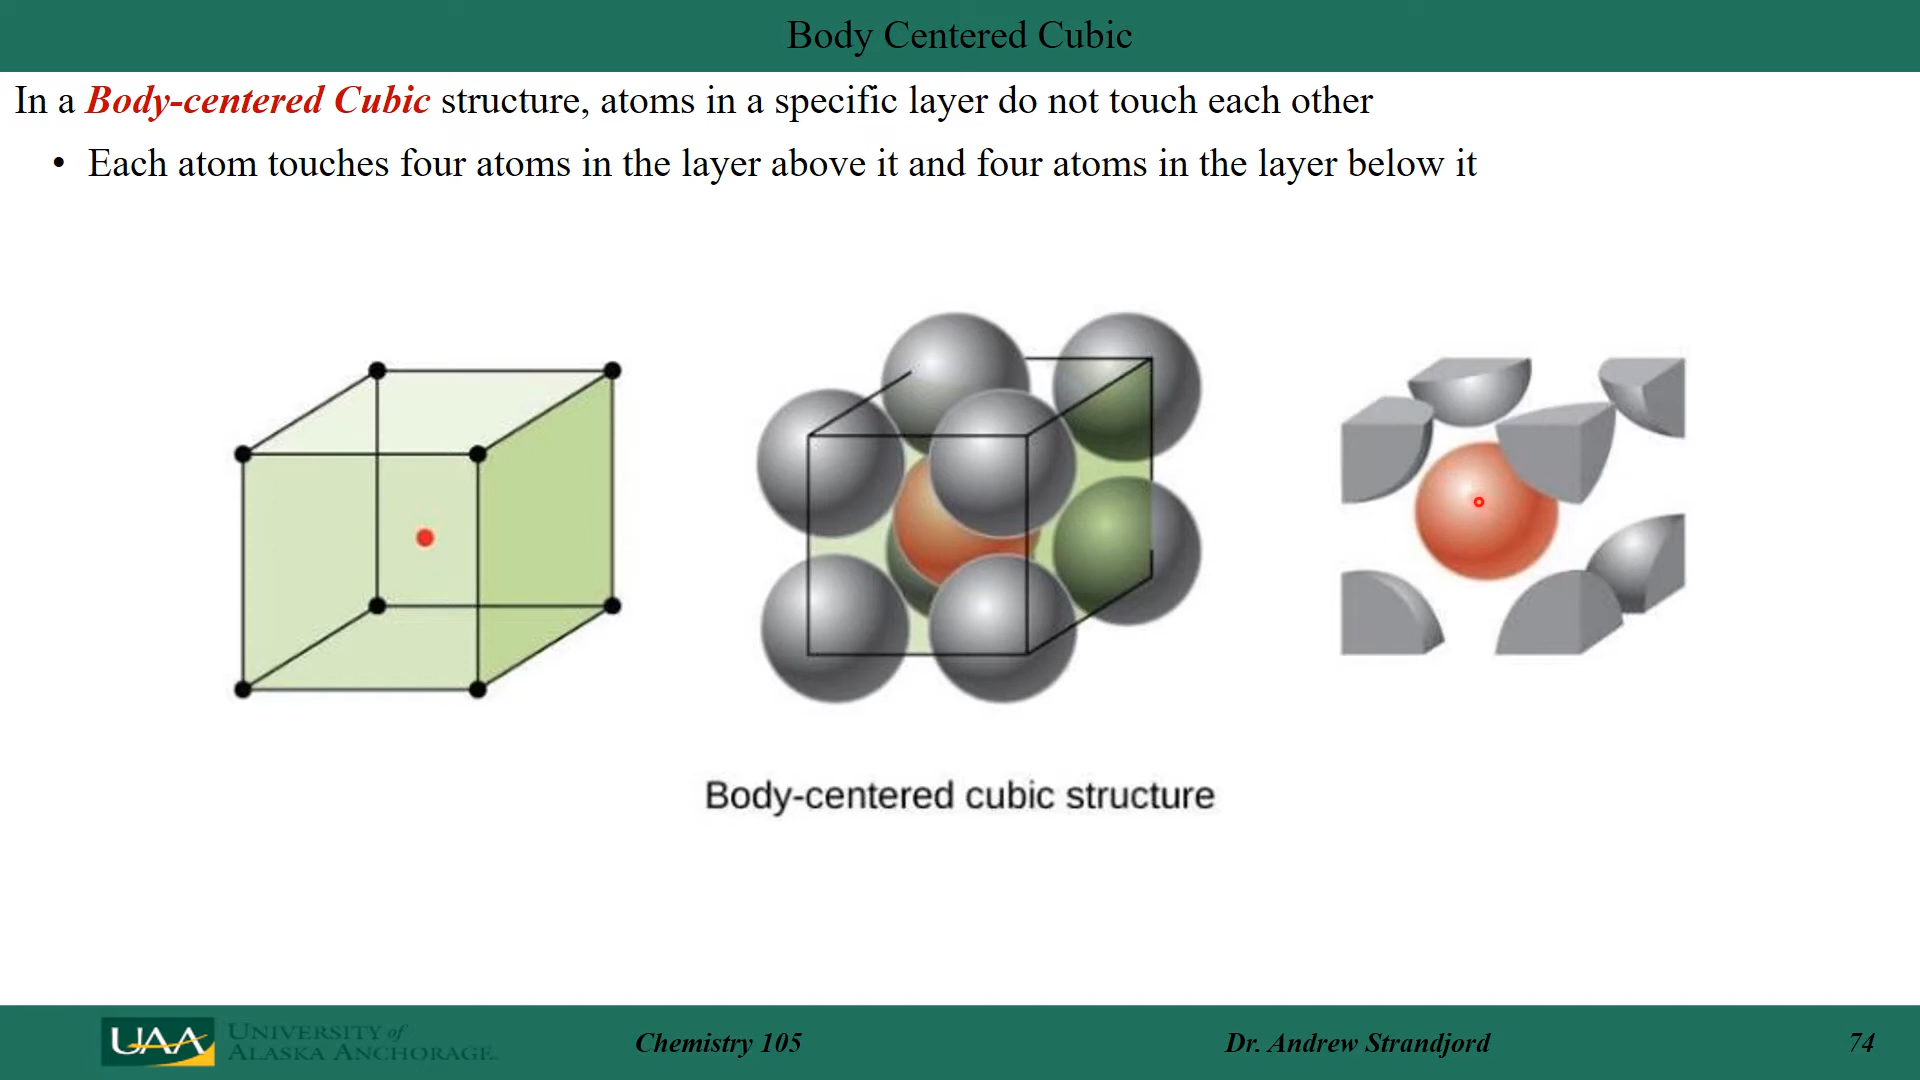 Body Centered Cubic
In a Body-centered Cubic structure, atoms in a specific layer do not touch each other
• Each atom touches four atoms in the layer above it and four atoms in the layer below it
Body-centered cubic structure
UAA
UNIVERSITY of
ALASKA ANCHORAGE.
Chemistry 105
Dr. Andrew Strandjord
74